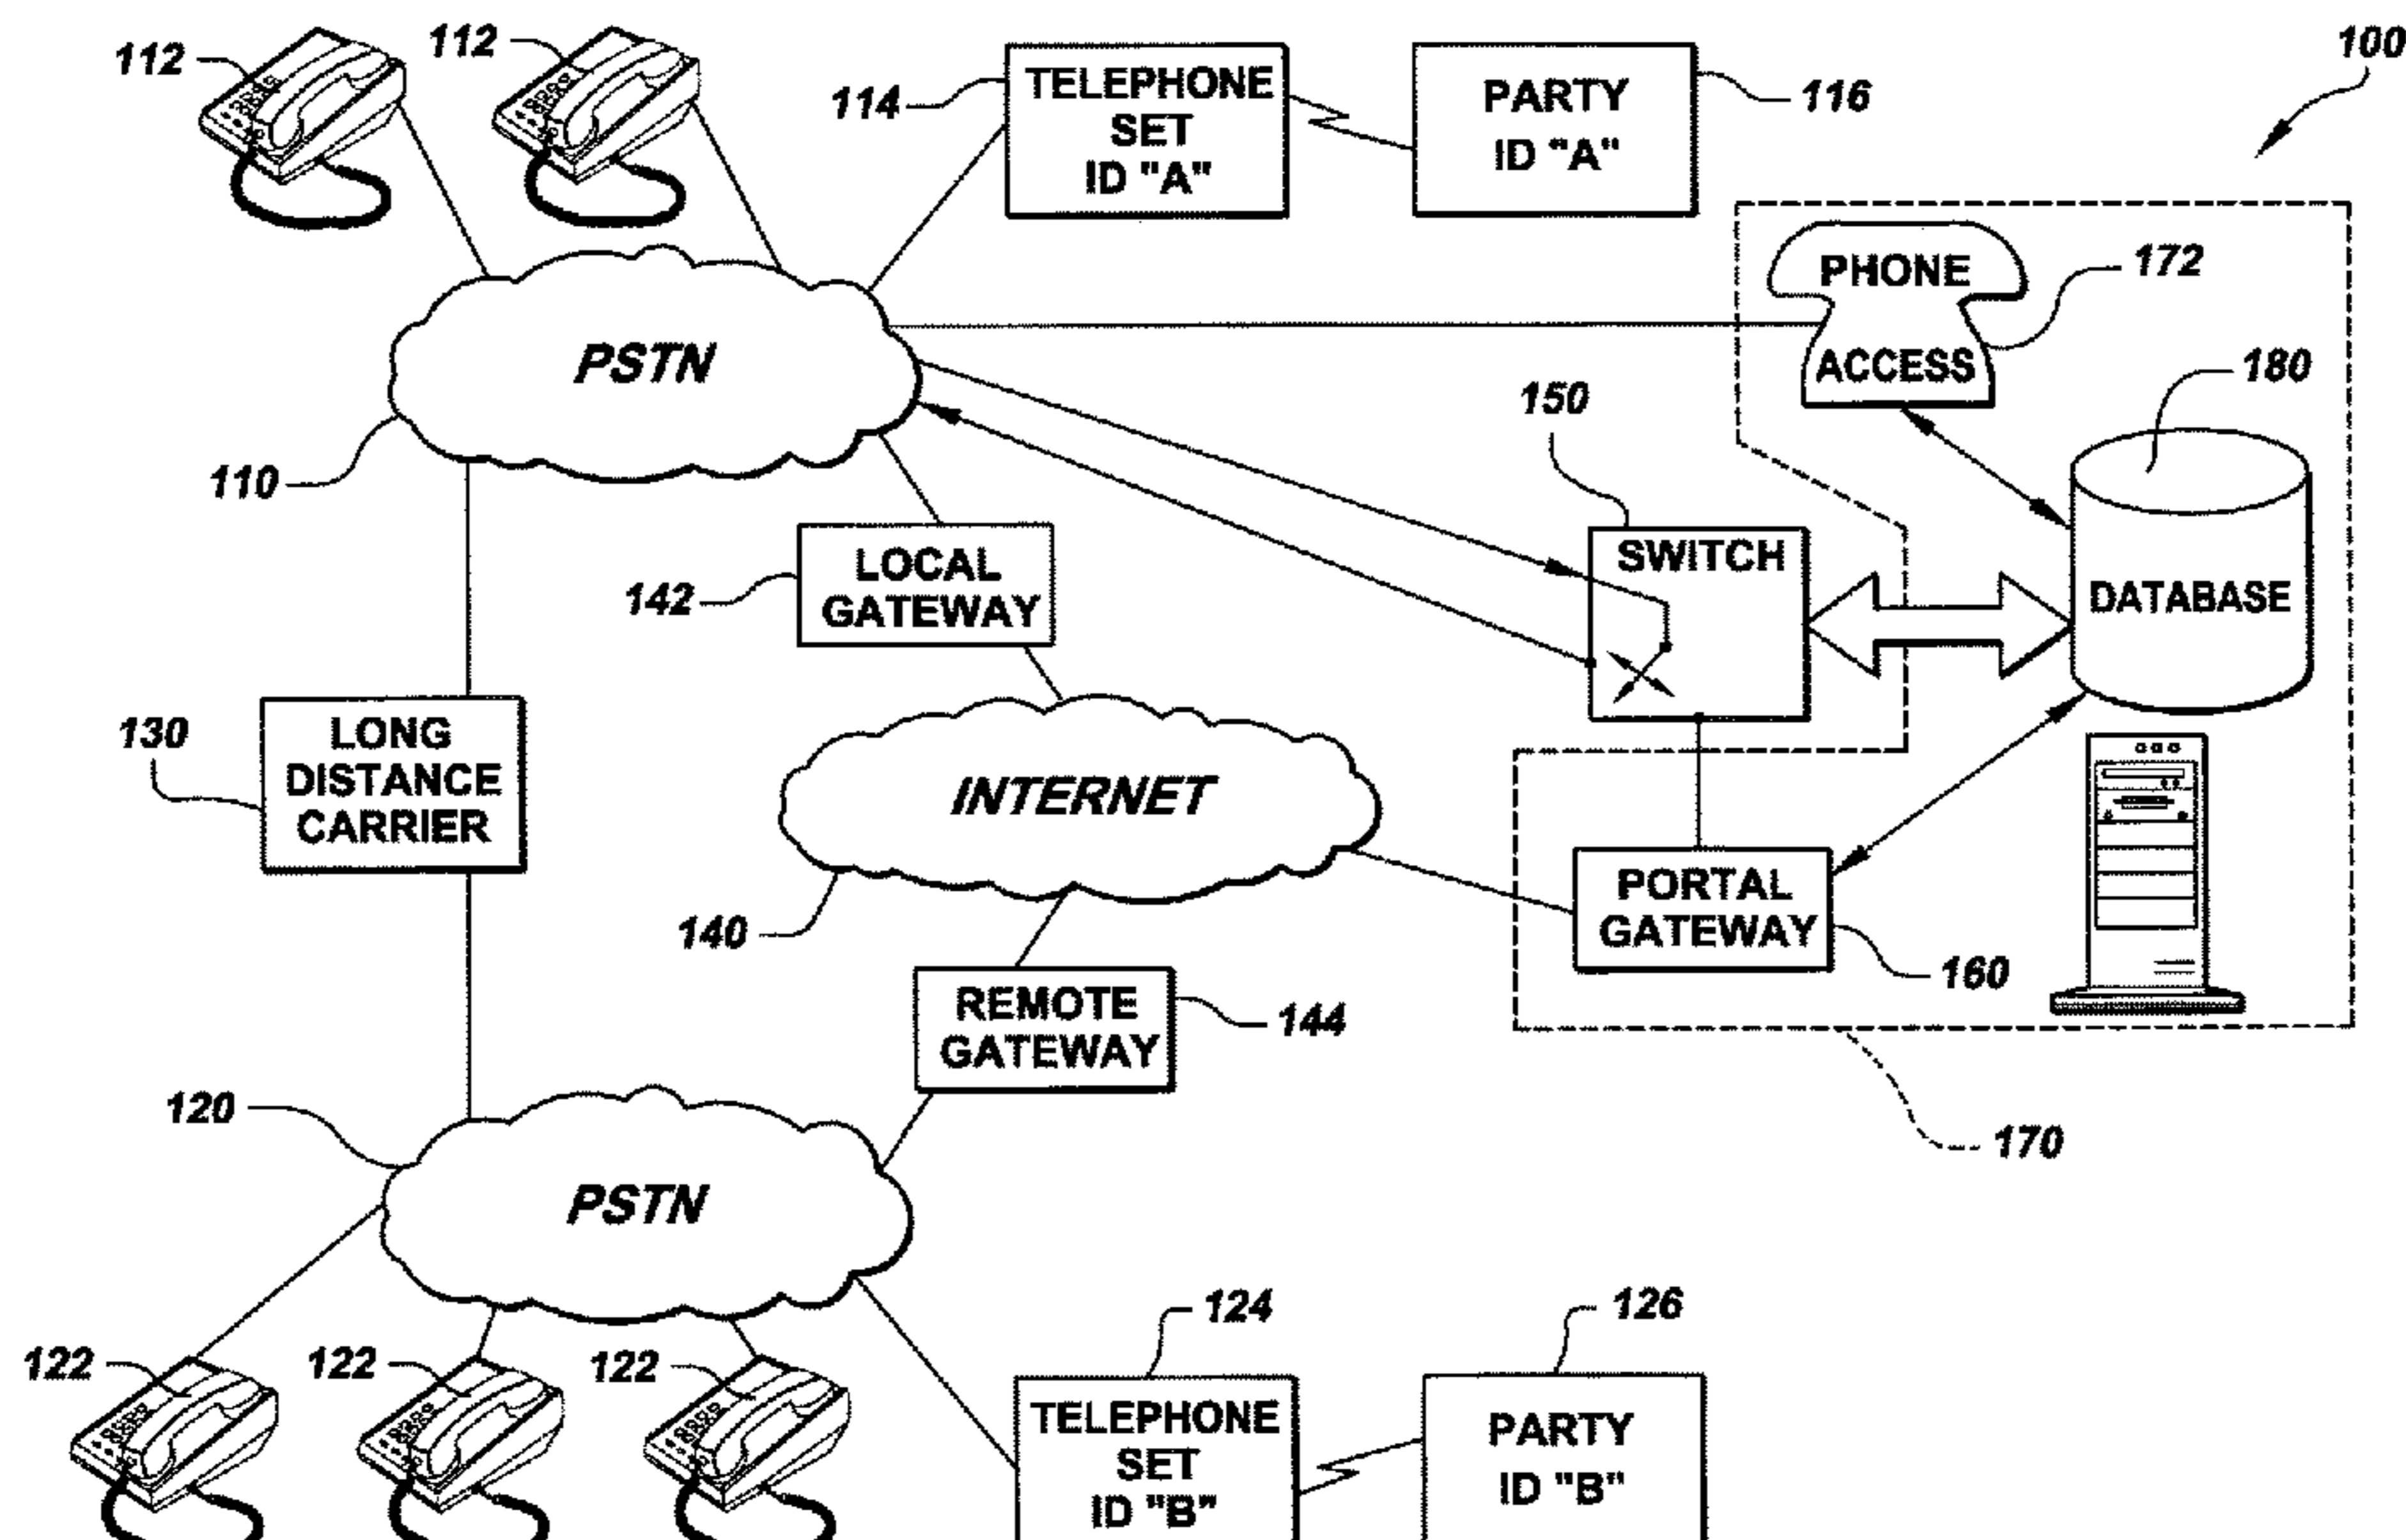 112
112
114
TELEPHONE
SET
ID "A"
PARTY
ID "A"
116
100
PHONE
ACCESS
172
PSTN
110
150
180
SWITCH
DATABASE
LOCAL
GATEWAY
142
130
LONG
DISTANCE
CARRIER
INTERNET
140
PORTAL
GATEWAY
160
REMOTE
GATEWAY
144
170
120
PSTN
122
122
122
124
TELEPHONE
SET
ID "B"
126
PARTY
ID "B"